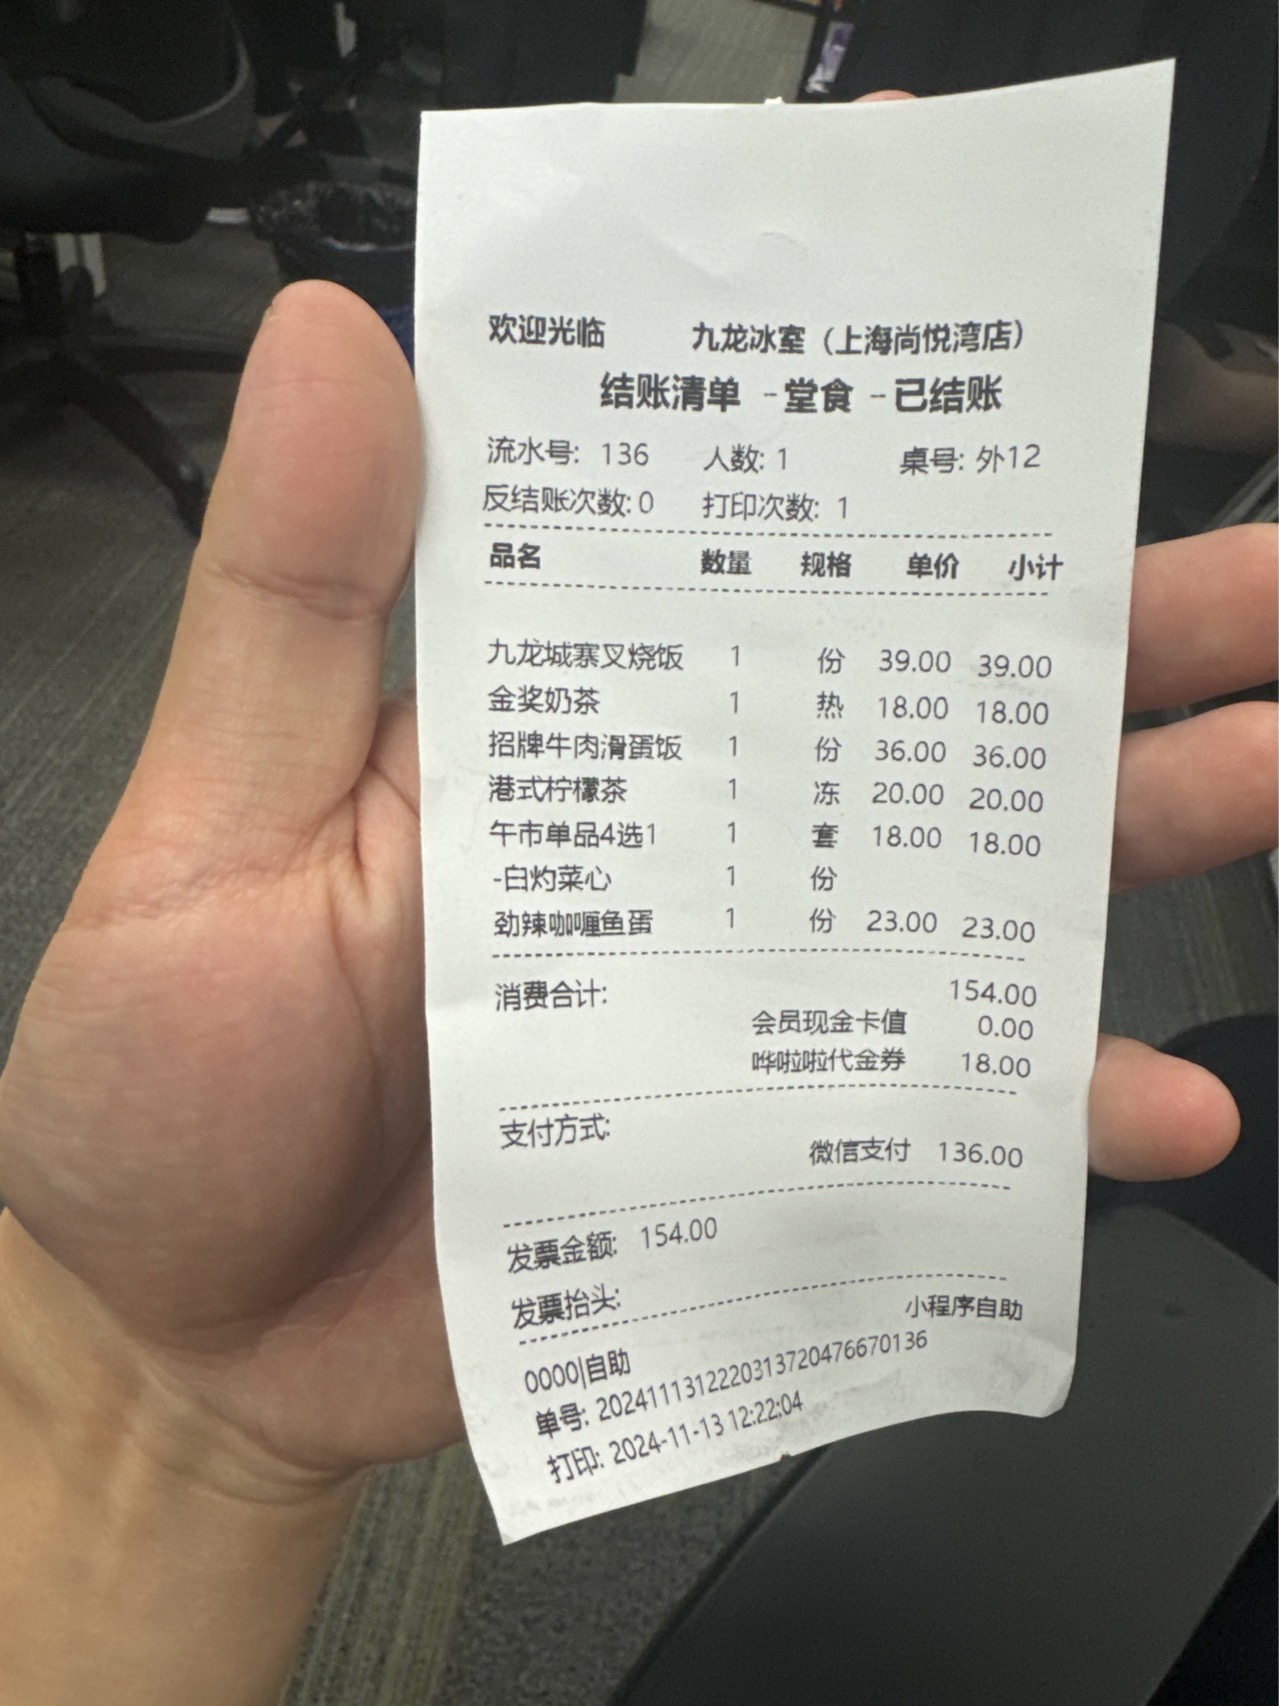 欢迎光临 九龙冰室（上海尚悦湾店）
结账清单 -堂食 -已结账
流水号: 136 人数: 1 桌号: 外12
反结账次数: 0 打印次数: 1
品名 数量 规格 单价 小计
九龙城寨叉烧饭 1 份 39.00 39.00
金奖奶茶 1 热 18.00 18.00
招牌牛肉滑蛋饭 1 份 36.00 36.00
港式柠檬茶 1 冻 20.00 20.00
午市单品4选1 1 套 18.00 18.00
-白灼菜心 1 份
劲辣咖喱鱼蛋 1 份 23.00 23.00
消费合计: 154.00
会员现金卡值 0.00
哗啦啦代金券 18.00
支付方式:
微信支付 136.00
发票金额: 154.00
发票抬头:
小程序自助
0000|自助
单号: 20241113122203137204766​70136
打印: 2024-11-13 12:22:04